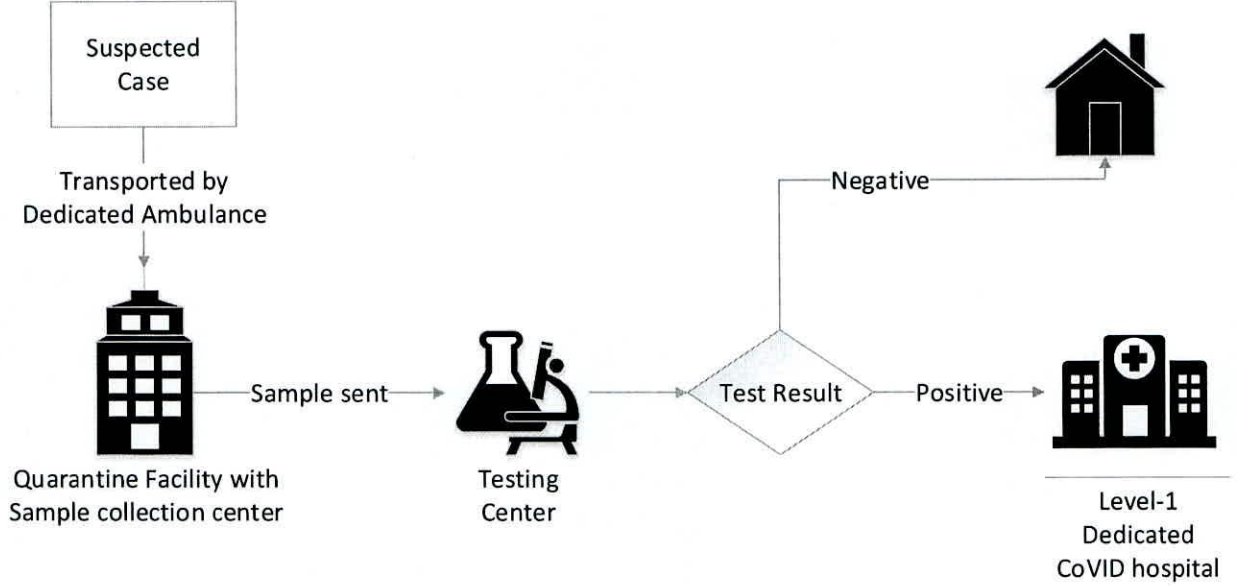 Suspected
Case
Transported by
Dedicated Ambulance
Quarantine Facility with
Sample collection center
Sample sent
Testing
Center
Test Result
Negative
Positive
Level-1
Dedicated
CoVID hospital